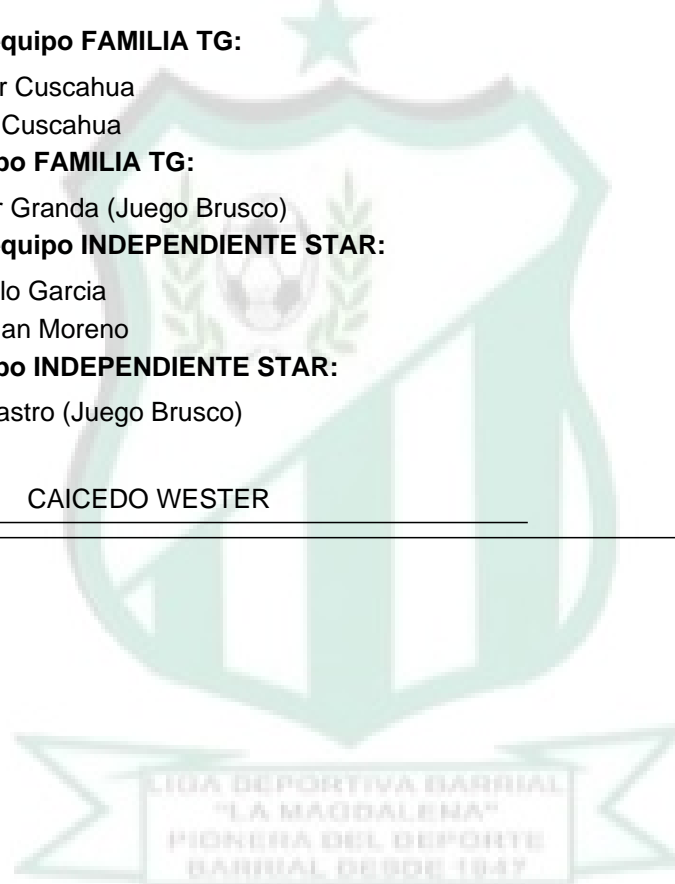 quipo FAMILIA TG:
r Cuscahua
Cuscahua
po FAMILIA TG:
r Granda (Juego Brusco)
quipo INDEPENDIENTE STAR:
lo Garcia
an Moreno
po INDEPENDIENTE STAR:
astro (Juego Brusco)
CAICEDO WESTER
LIGA DEPORTIVA BARRIAL
"LA MAGDALENA"
PIONERA DEL DEPORTE
BARRIAL DESDE 1947